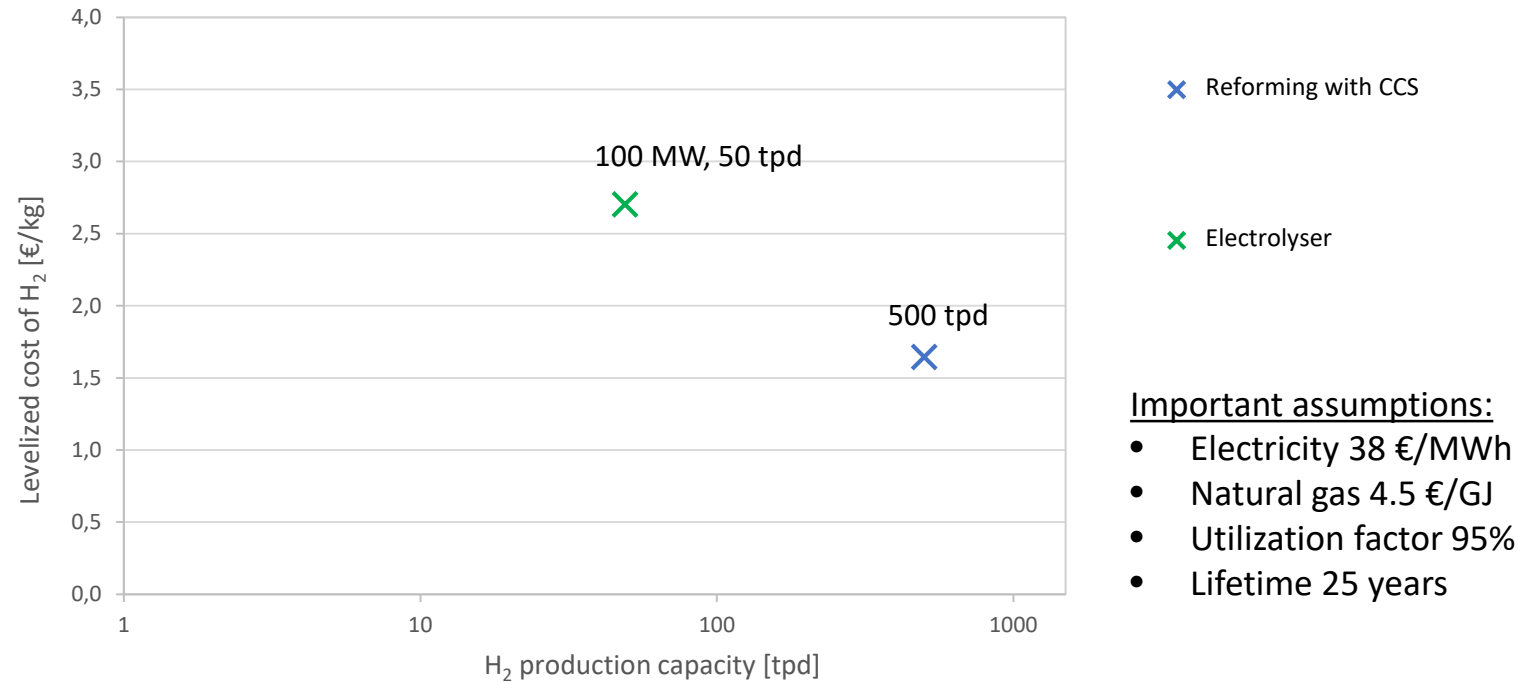 4,0
3,5
3,0
2,5
2,0
1,5
1,0
0,5
0,0
Levelized cost of H₂ [€/kg]
100 MW, 50 tpd
500 tpd
1
10
100
1000
H₂ production capacity [tpd]
Reforming with CCS
Electrolyser
Important assumptions:
• Electricity 38 €/MWh
• Natural gas 4.5 €/GJ
• Utilization factor 95%
• Lifetime 25 years